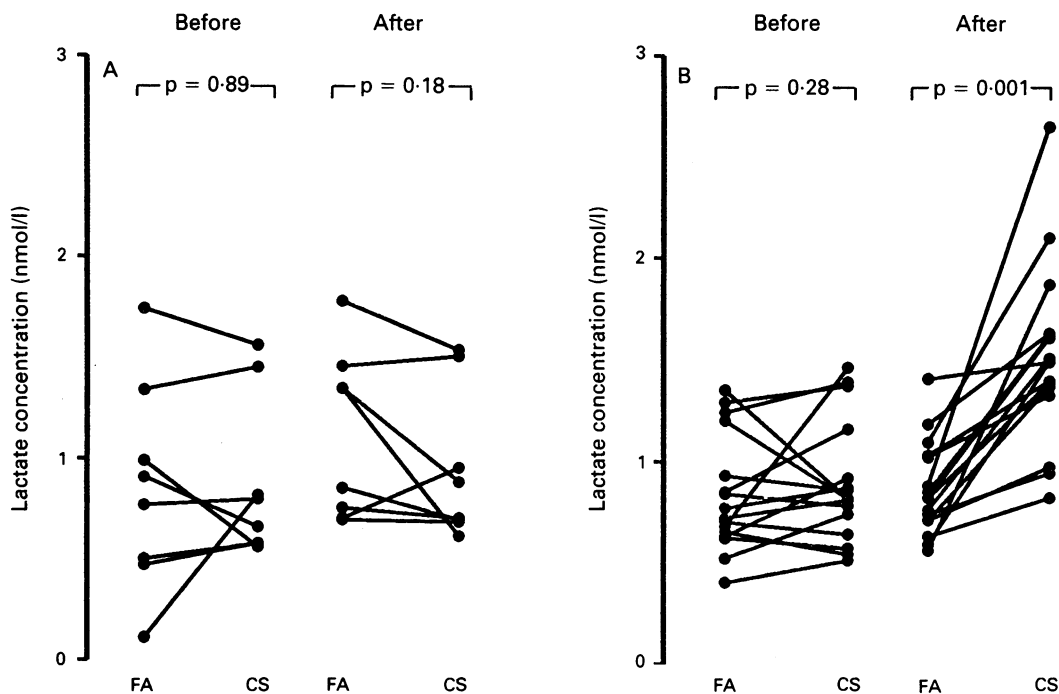 Before After
3
A
p = 0·89
p = 0·18
2
1
0
Lactate concentration (nmol/l)
FA CS FA CS
Before After
3
B
p = 0·28
p = 0·001
2
1
0
Lactate concentration (nmol/l)
FA CS FA CS